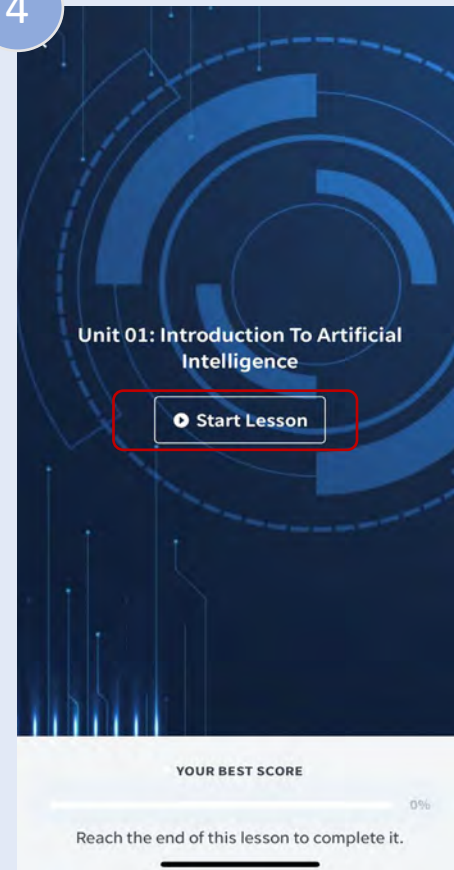 4
Unit 01: Introduction To Artificial
Intelligence
Start Lesson
YOUR BEST SCORE
0%
Reach the end of this lesson to complete it.